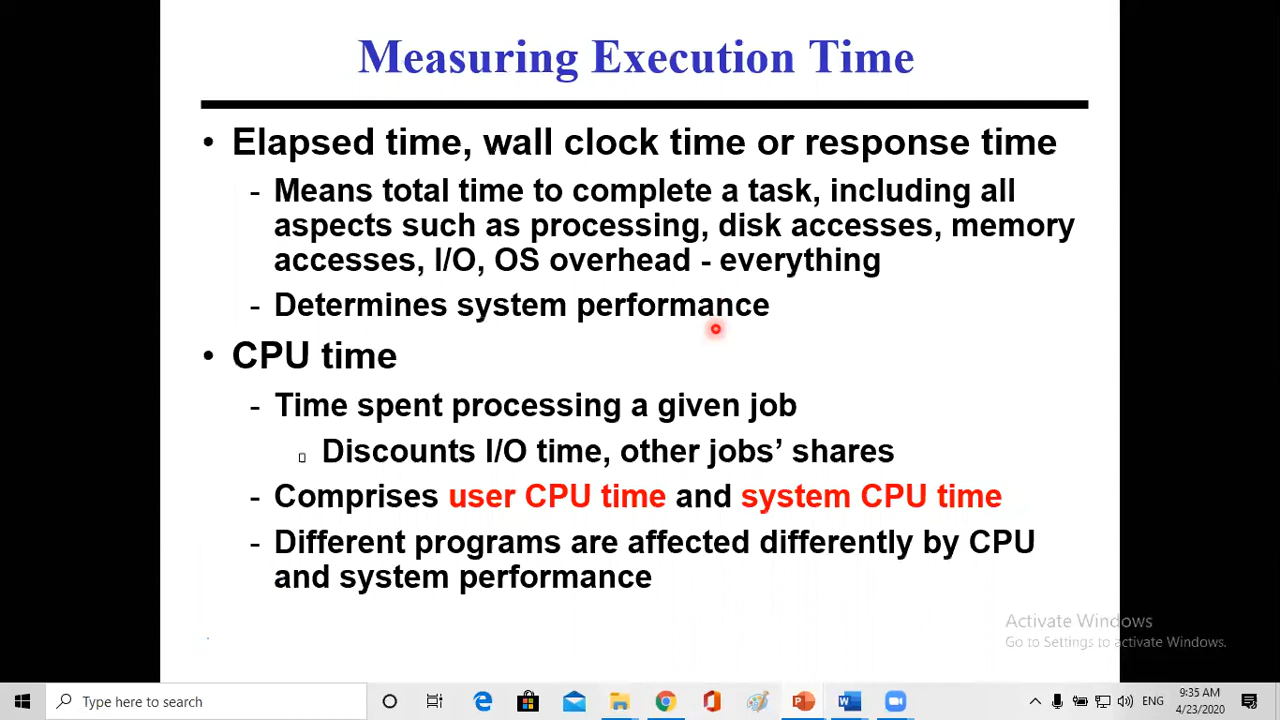 Measuring Execution Time
• Elapsed time, wall clock time or response time
- Means total time to complete a task, including all
aspects such as processing, disk accesses, memory
accesses, I/O, OS overhead - everything
- Determines system performance
• CPU time
- Time spent processing a given job
Discounts I/O time, other jobs’ shares
- Comprises user CPU time and system CPU time
- Different programs are affected differently by CPU
and system performance
Activate Windows
Go to Settings to activate Windows.
Type here to search
ENG
9:35 AM
4/23/2020